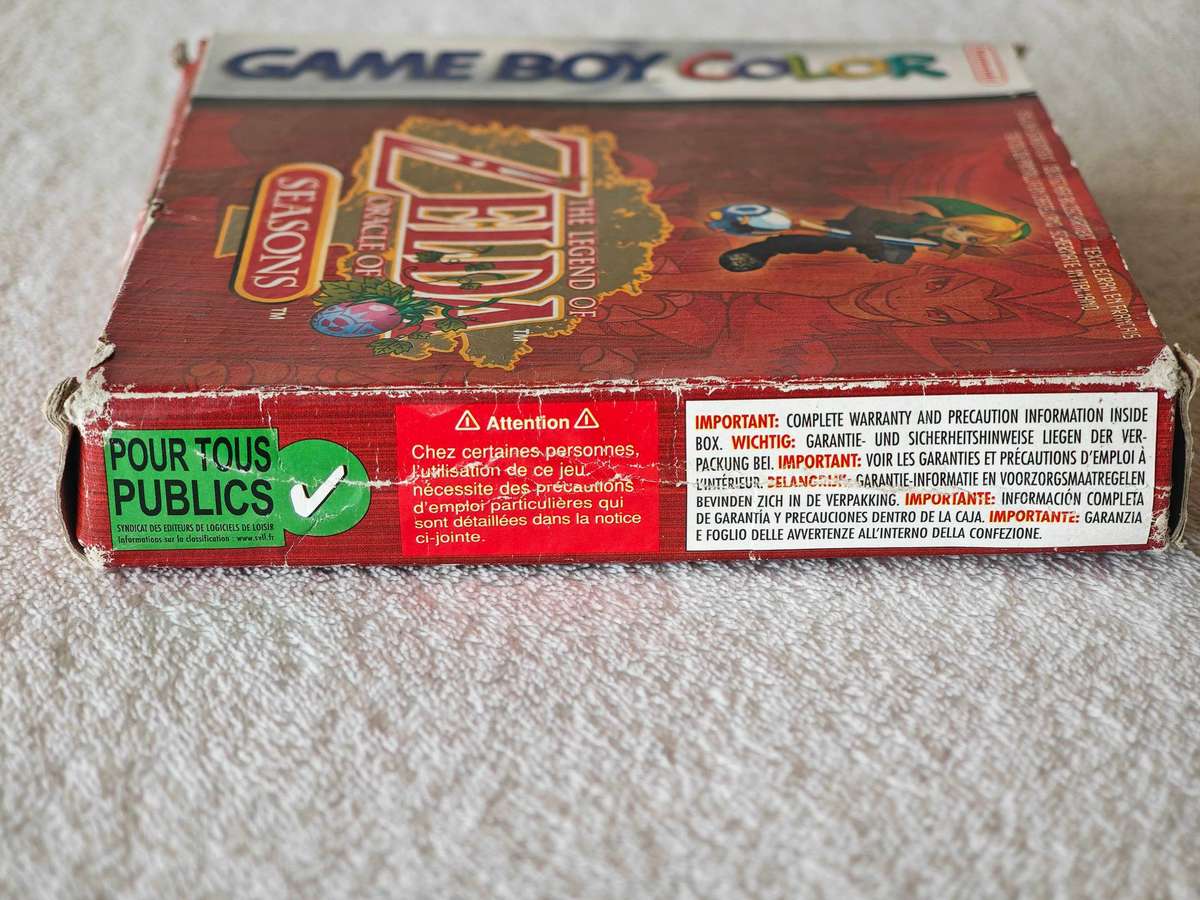 GAME BOY COLOR
THE LEGEND OF
ZELDA
TM
ORACLE OF
SEASONS
TM
POUR TOUS
PUBLICS
SYNDICAT DES EDITEURS DE LOGICIELS DE LOISIR
Informations sur la classification : www.sell.fr
Attention
Chez certaines personnes,
l'utilisation de ce jeu
nécessite des précautions
d'emploi particulières qui
sont détaillées dans la notice
ci-jointe.
IMPORTANT: COMPLETE WARRANTY AND PRECAUTION INFORMATION INSIDE
BOX. WICHTIG: GARANTIE- UND SICHERHEITSHINWEISE LIEGEN DER VER-
PACKUNG BEI. IMPORTANT: VOIR LES GARANTIES ET PRÉCAUTIONS D'EMPLOI À
L'INTÉRIEUR. BELANGRIJK: GARANTIE-INFORMATIE EN VOORZORGSMAATREGELEN
BEVINDEN ZICH IN DE VERPAKKING. IMPORTANTE: INFORMACIÓN COMPLETA
DE GARANTÍA Y PRECAUCIONES DENTRO DE LA CAJA. IMPORTANTE: GARANZIA
E FOGLIO DELLE AVVERTENZE ALL'INTERNO DELLA CONFEZIONE.